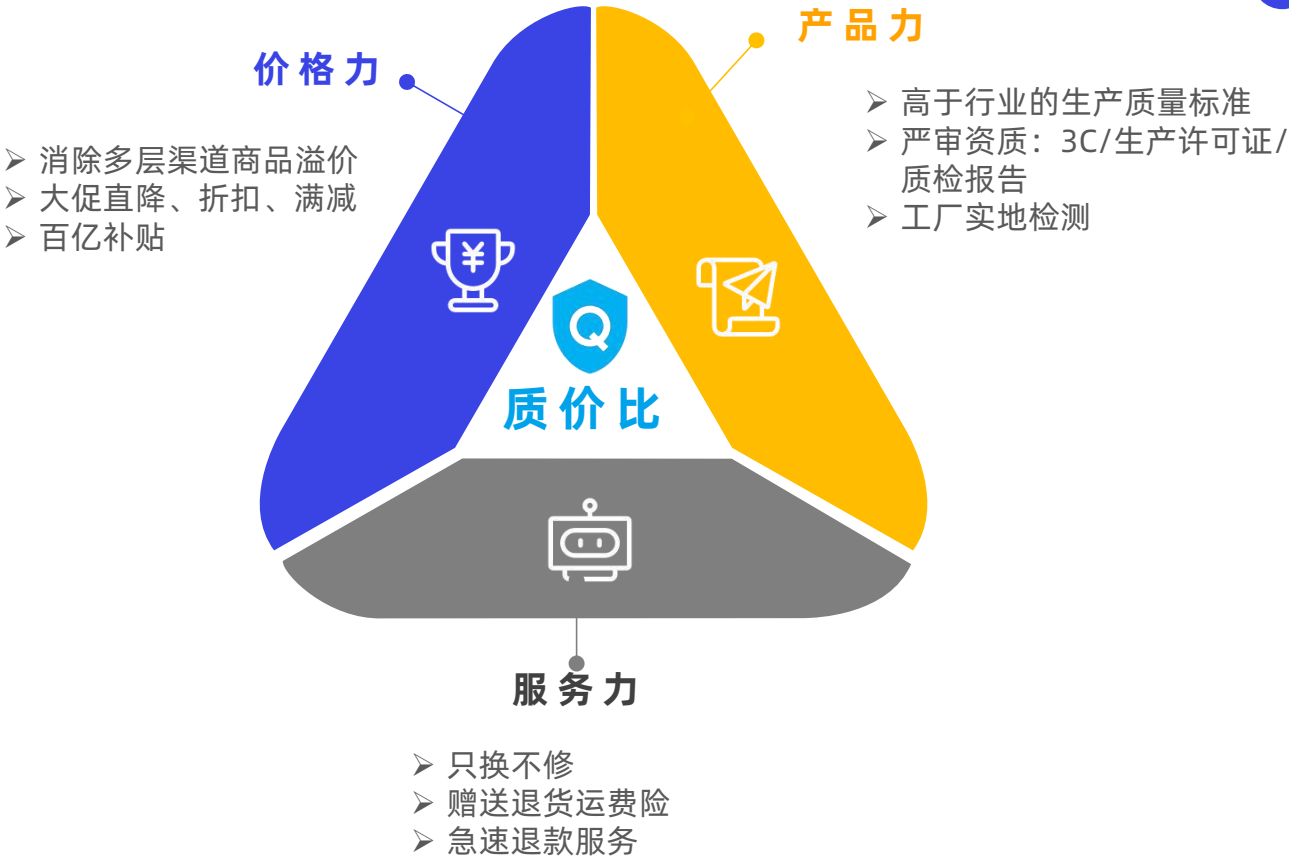 价格力
消除多层渠道商品溢价
大促直降、折扣、满减
百亿补贴
产品力
高于行业的生产质量标准
严审资质：3C/生产许可证/
质检报告
工厂实地检测
¥
Q
质价比
服务力
只换不修
赠送退货运费险
急速退款服务